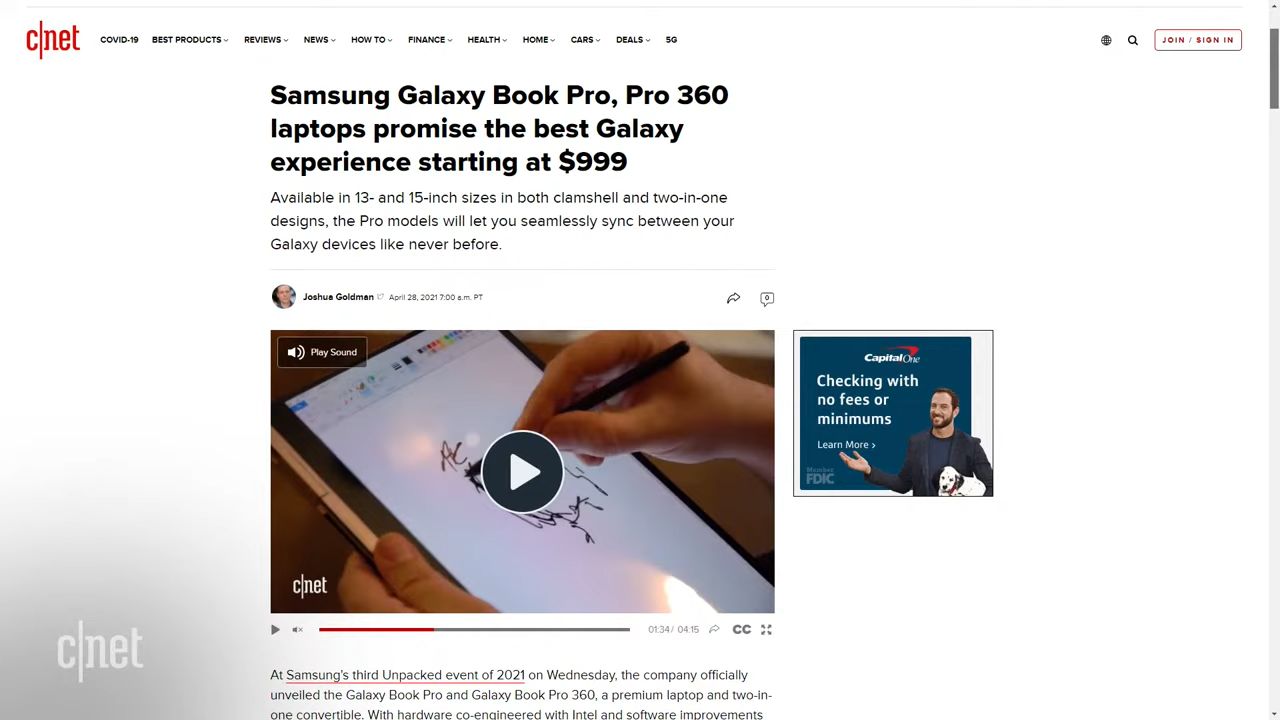 c|net
COVID-19 BEST PRODUCTS REVIEWS NEWS HOW TO FINANCE HEALTH HOME CARS DEALS 5G
JOIN / SIGN IN
Samsung Galaxy Book Pro, Pro 360
laptops promise the best Galaxy
experience starting at $999
Available in 13- and 15-inch sizes in both clamshell and two-in-one
designs, the Pro models will let you seamlessly sync between your
Galaxy devices like never before.
Joshua Goldman April 28, 2021 7:00 a.m. PT
0
Play Sound
c|net
01:34 / 04:15
CC
Capital One
Checking with
no fees or
minimums
Learn More >
Member
FDIC
At Samsung's third Unpacked event of 2021 on Wednesday, the company officially
unveiled the Galaxy Book Pro and Galaxy Book Pro 360, a premium laptop and two-in-
one convertible. With hardware co-engineered with Intel and software improvements
c|net